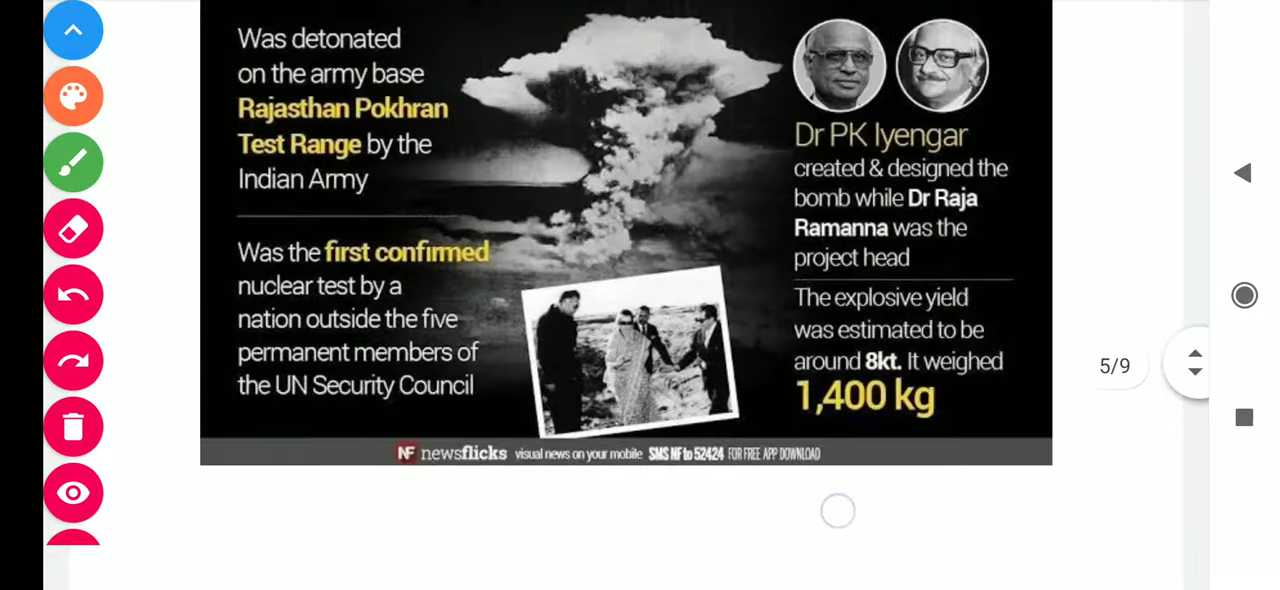 Was detonated
on the army base
Rajasthan Pokhran
Test Range by the
Indian Army
Was the first confirmed
nuclear test by a
nation outside the five
permanent members of
the UN Security Council
Dr PK Iyengar
created & designed the
bomb while Dr Raja
Ramanna was the
project head
The explosive yield
was estimated to be
around 8kt. It weighed
1,400 kg
NF newsflicks visual news on your mobile SMS NF to 52424 FOR FREE APP DOWNLOAD
5/9